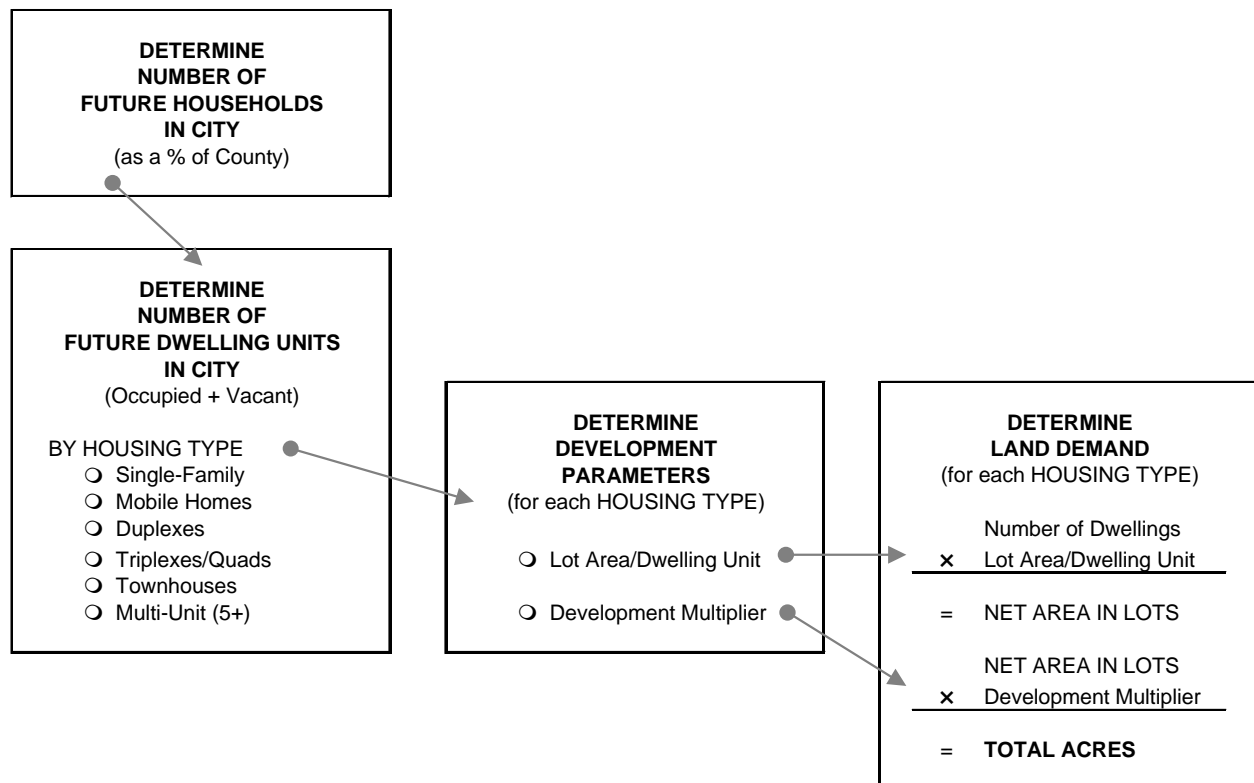 DETERMINE
NUMBER OF
FUTURE HOUSEHOLDS
IN CITY
(as a % of County)
DETERMINE
NUMBER OF
FUTURE DWELLING UNITS
IN CITY
(Occupied + Vacant)
BY HOUSING TYPE
❍ Single-Family
❍ Mobile Homes
❍ Duplexes
❍ Triplexes/Quads
❍ Townhouses
❍ Multi-Unit (5+)
DETERMINE
DEVELOPMENT
PARAMETERS
(for each HOUSING TYPE)
❍ Lot Area/Dwelling Unit
❍ Development Multiplier
DETERMINE
LAND DEMAND
(for each HOUSING TYPE)
Number of Dwellings
× Lot Area/Dwelling Unit
= NET AREA IN LOTS
NET AREA IN LOTS
× Development Multiplier
= TOTAL ACRES